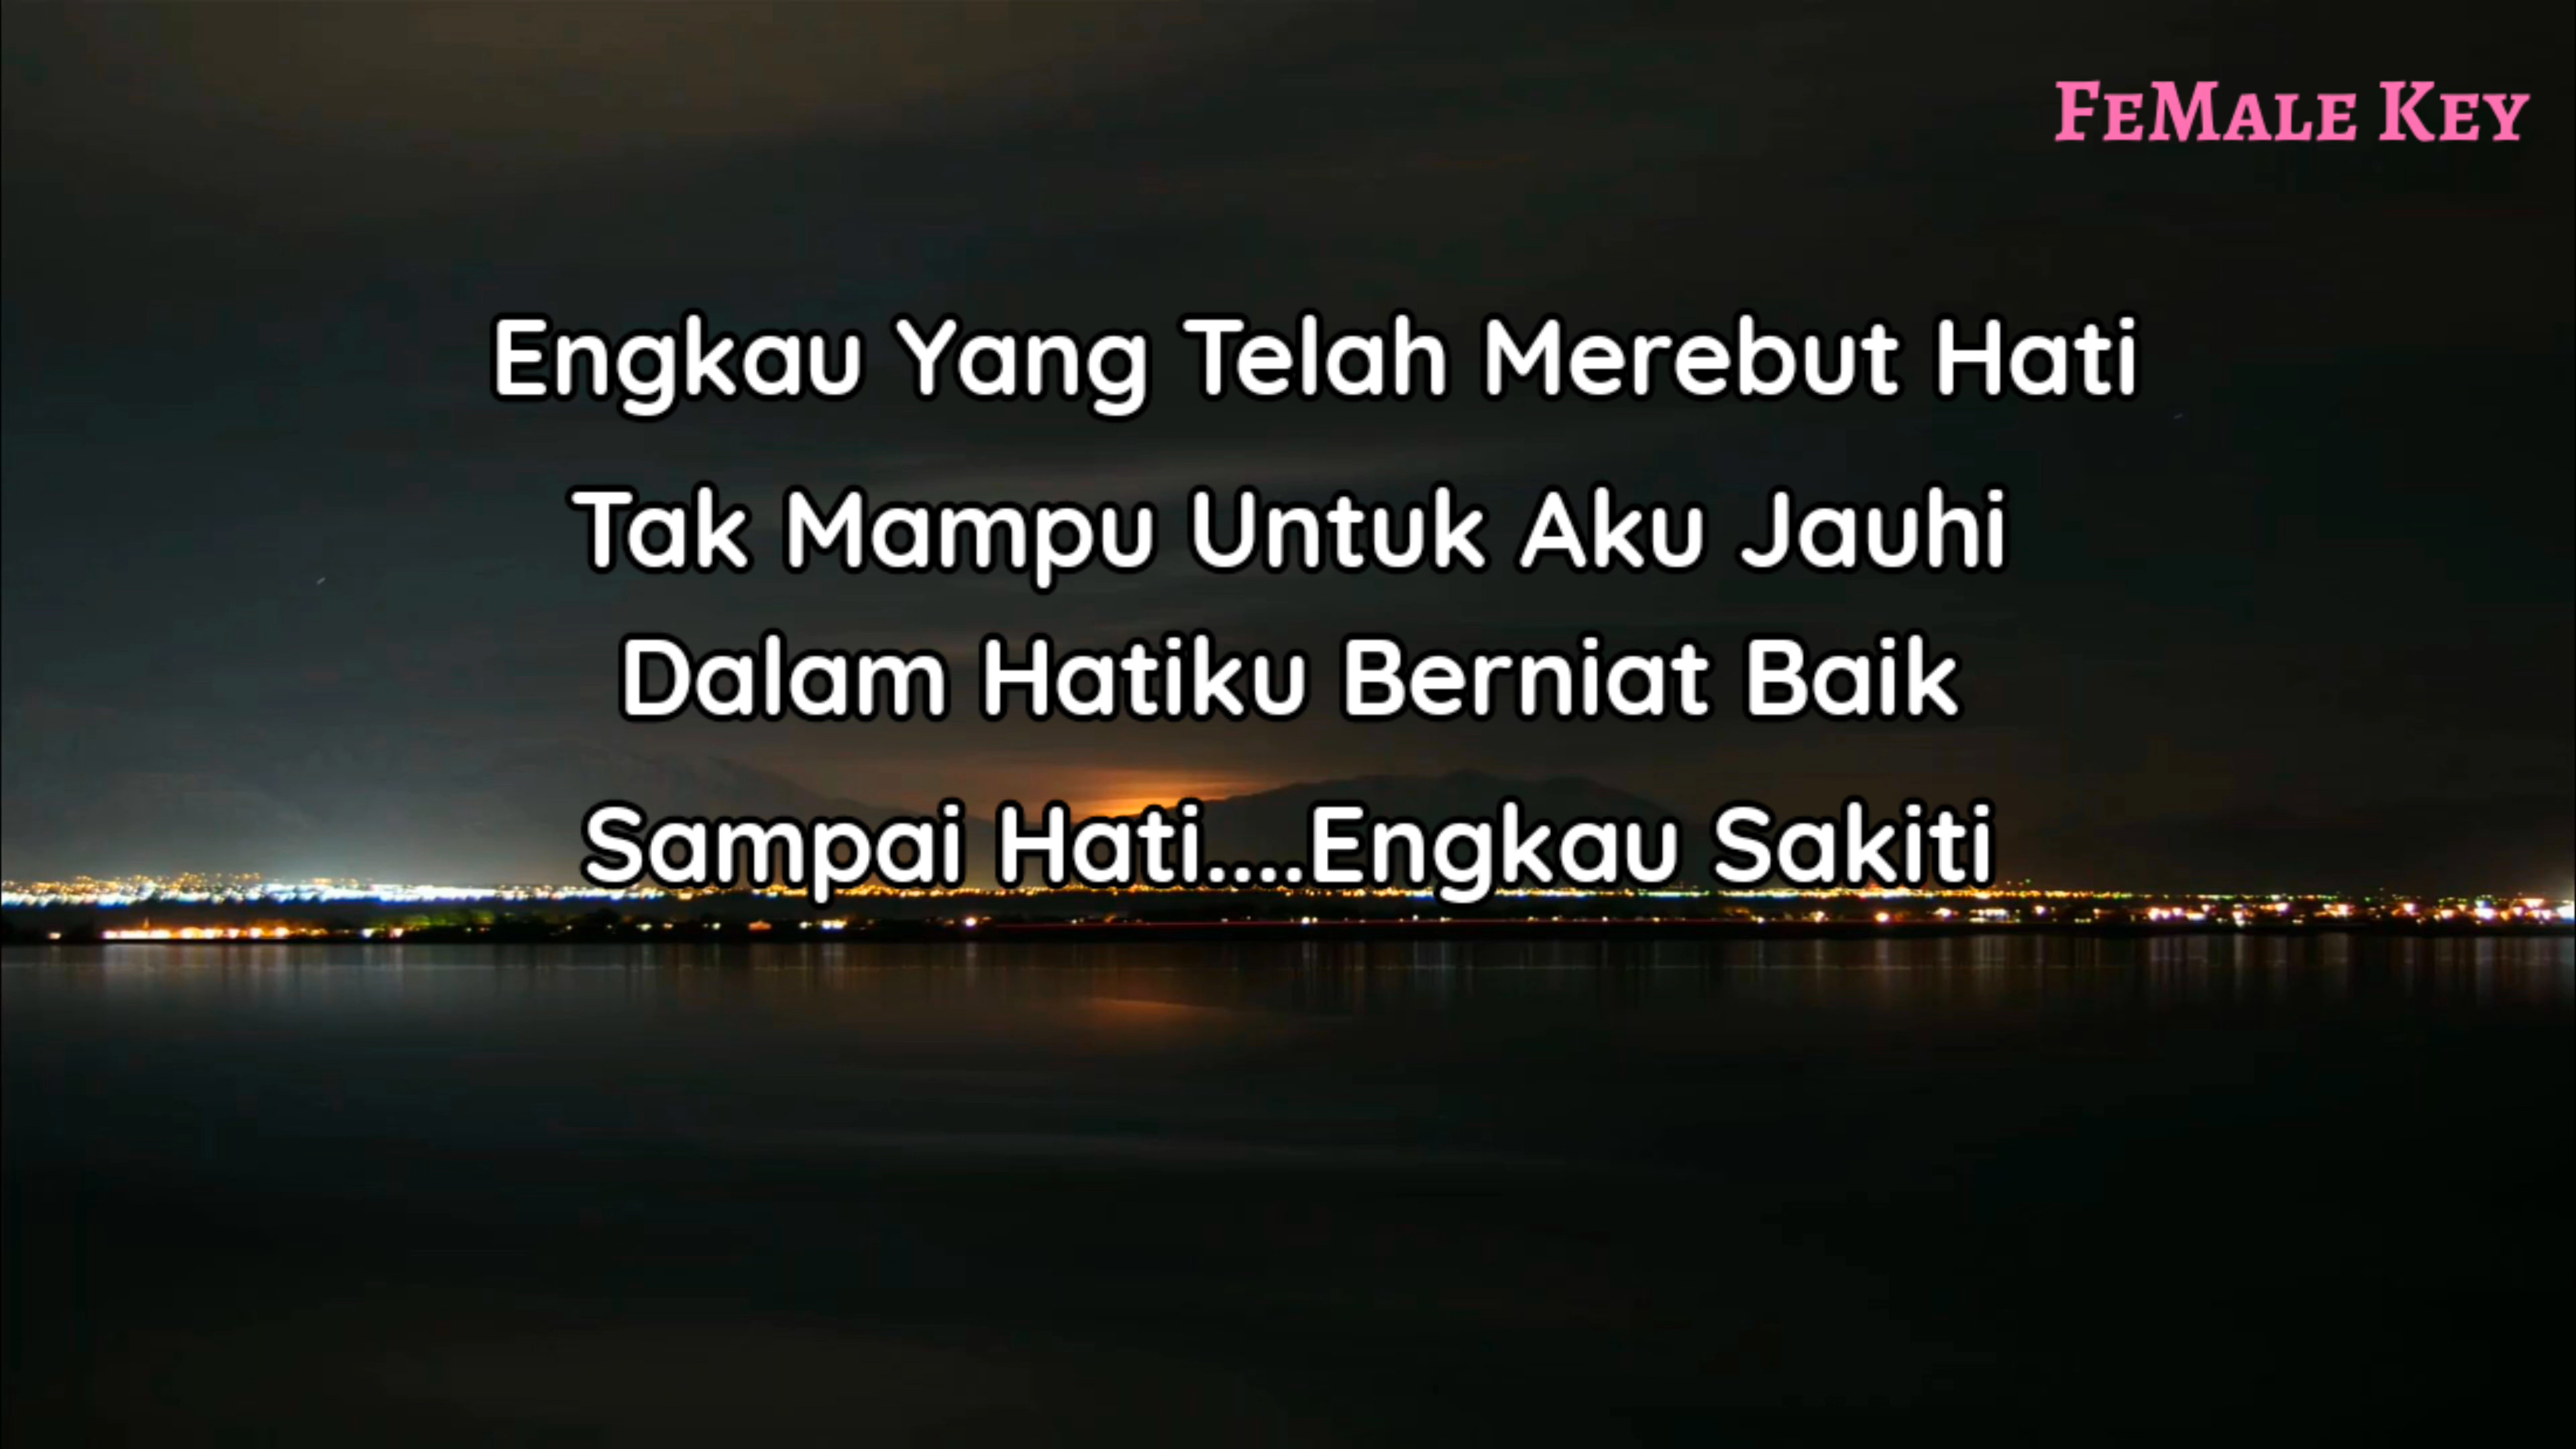 FeMale Key
Engkau Yang Telah Merebut Hati
Tak Mampu Untuk Aku Jauhi
Dalam Hatiku Berniat Baik
Sampai Hati....Engkau Sakiti